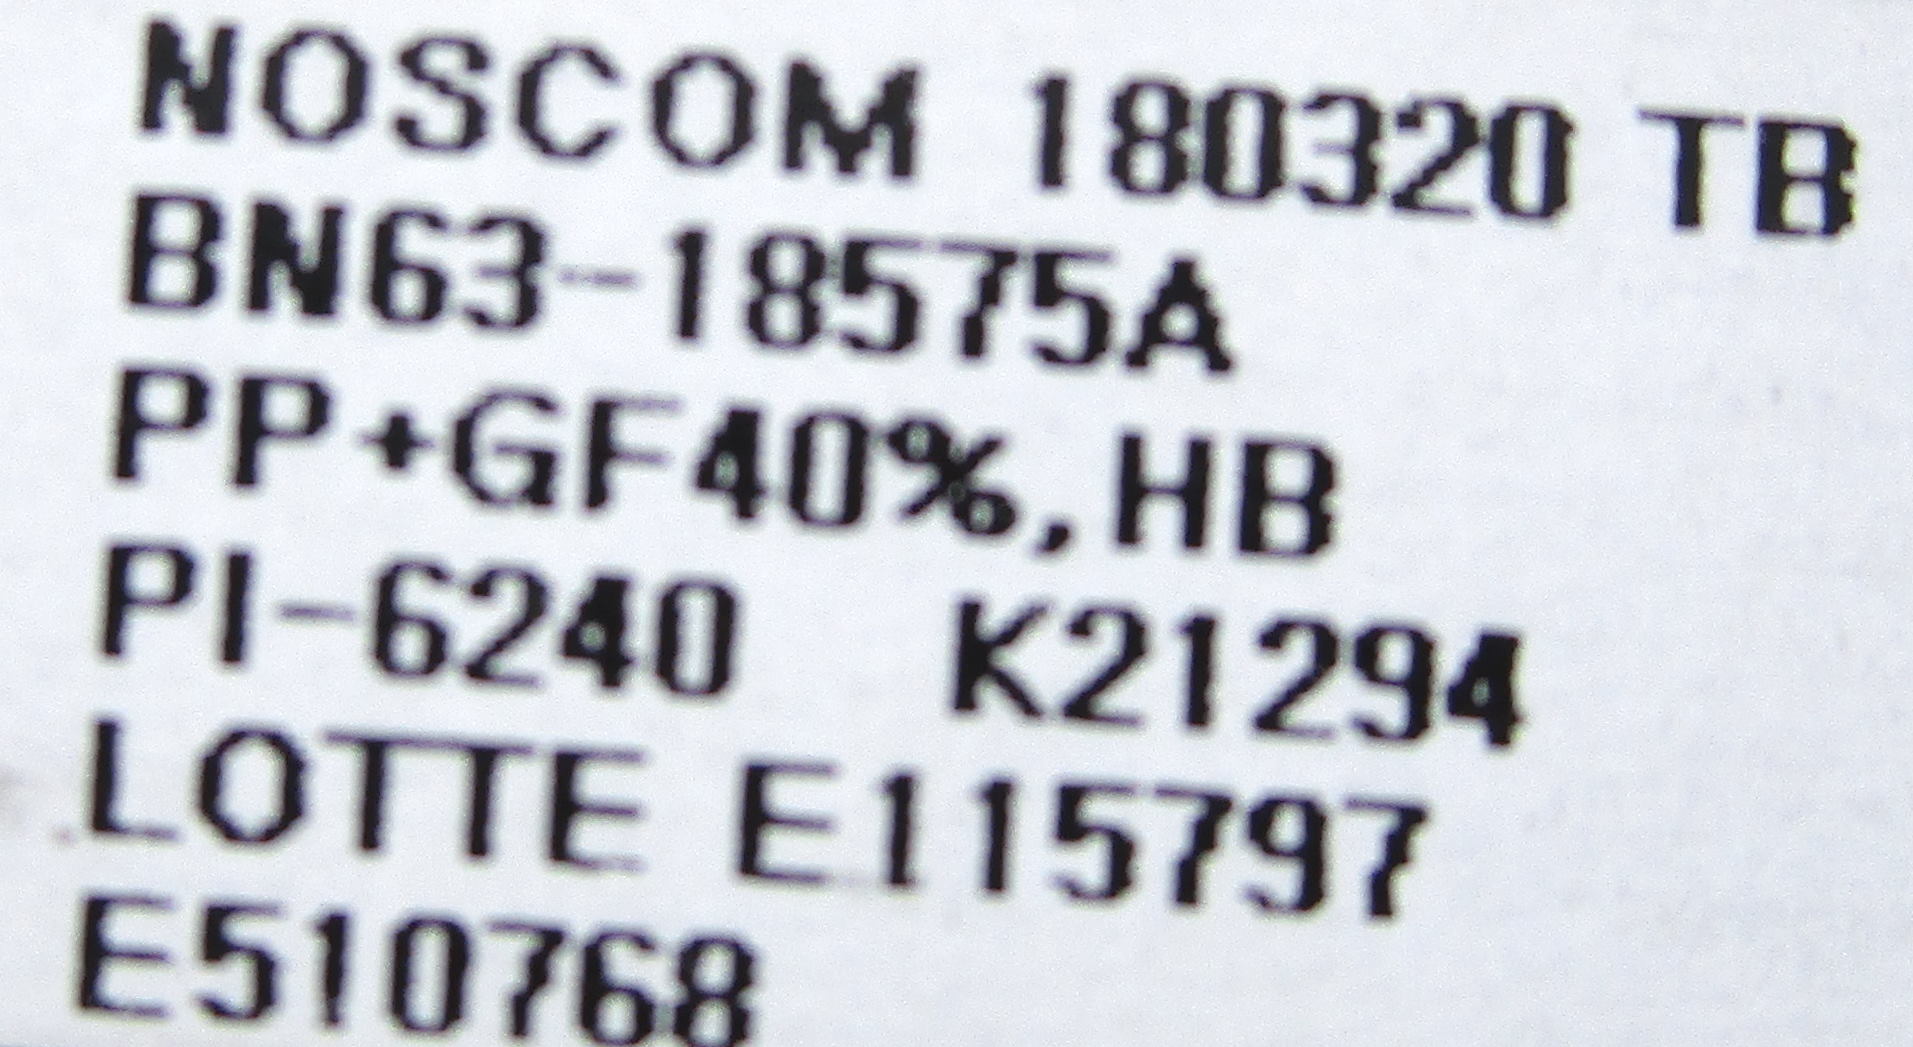 NOSCOM 180320 TB
BN63-18575A
PP+GF40%,HB
PI-6240 K21294
LOTTE E115797
E510768